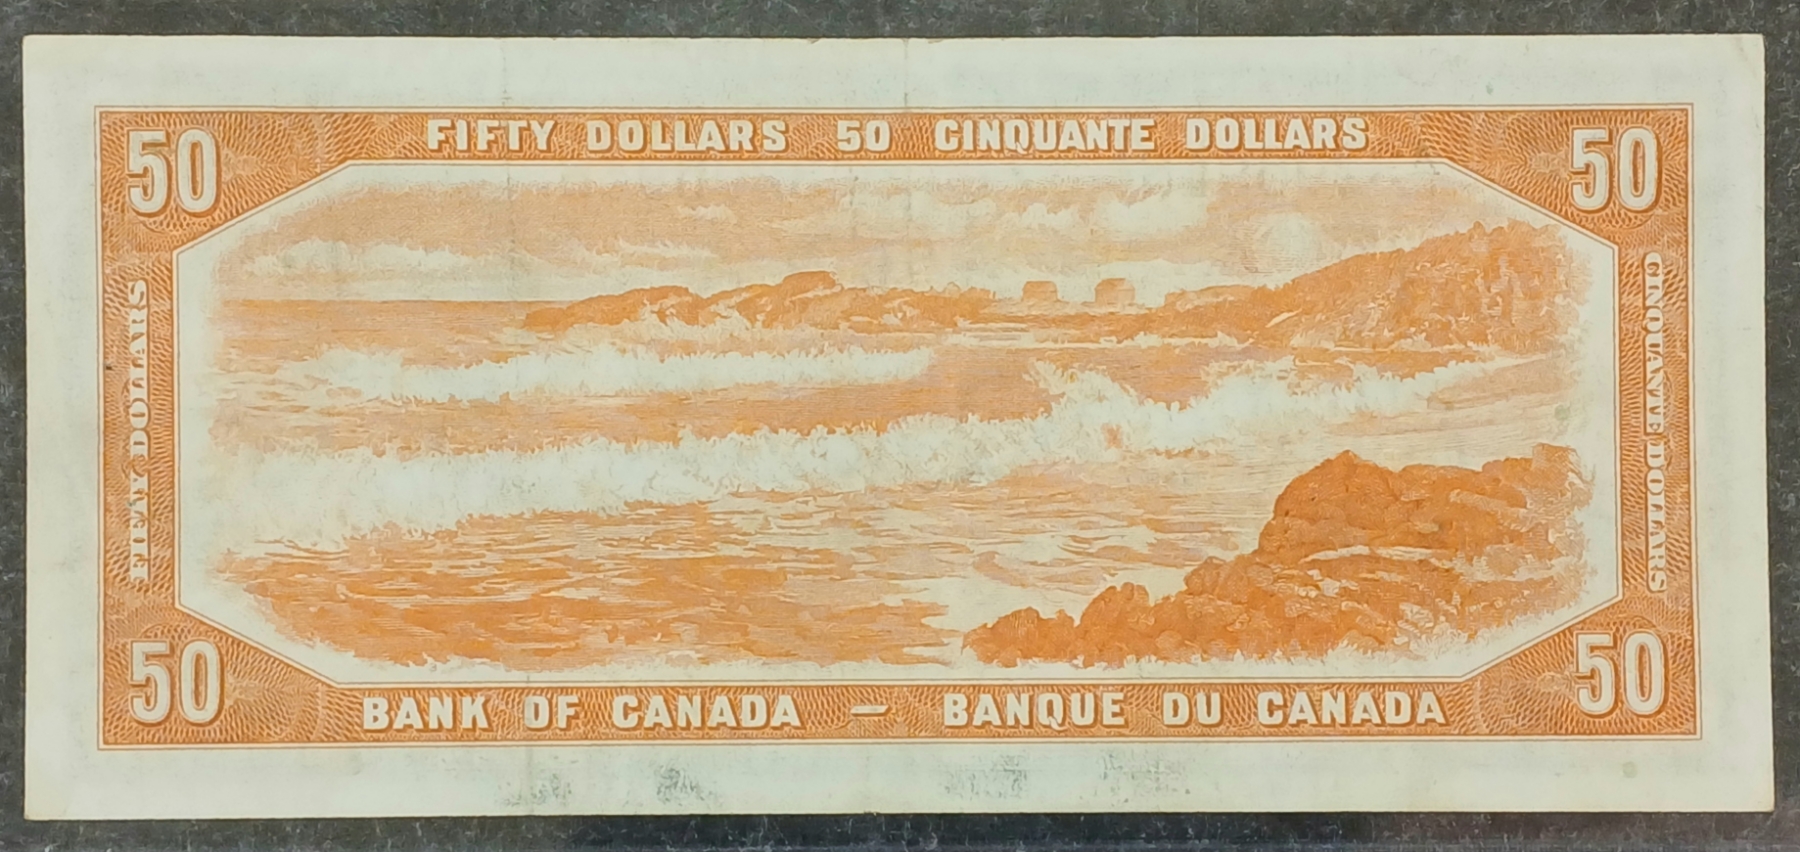 50 FIFTY DOLLARS 50 CINQUANTE DOLLARS 50
FIFTY DOLLARS
CINQUANTE DOLLARS
50 BANK OF CANADA — BANQUE DU CANADA 50